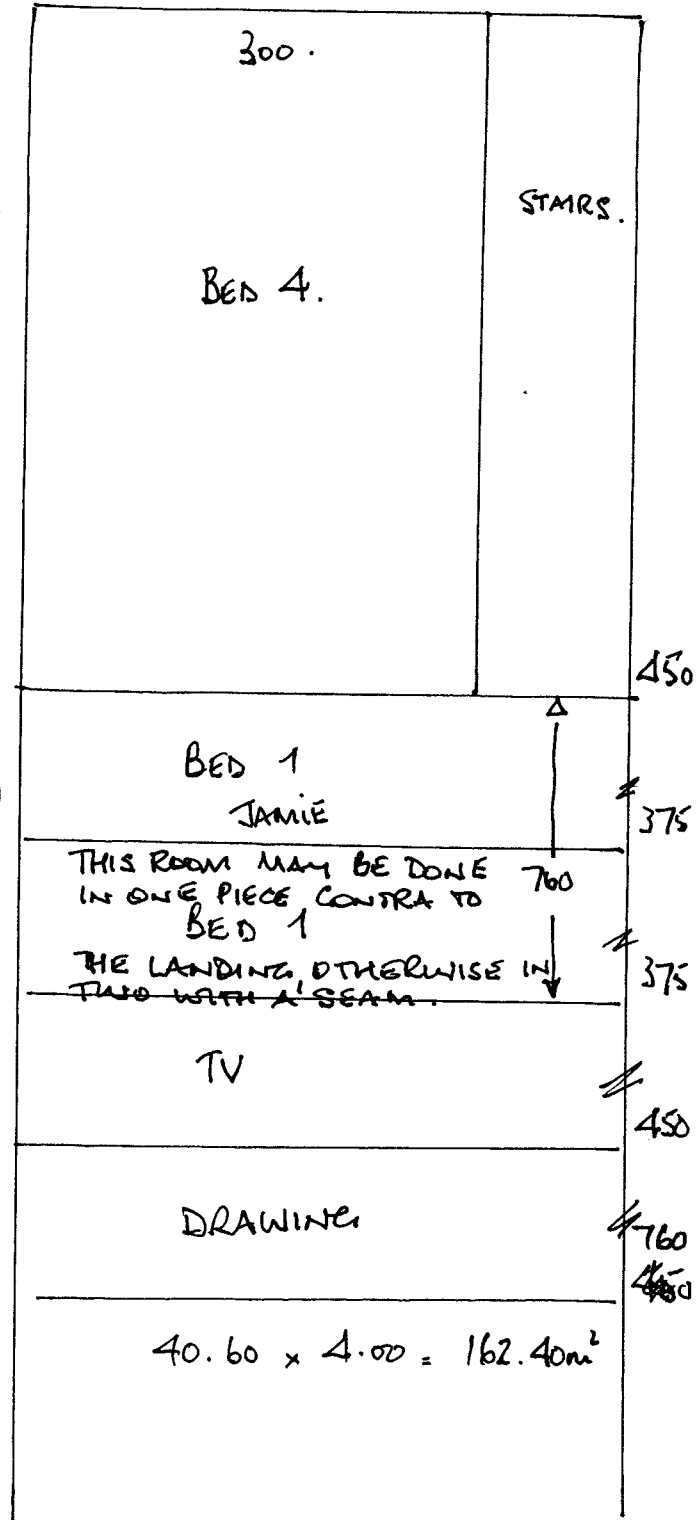 300.
STAIRS.
BED 4.
450
BED 1
JAMIE
375
THIS ROOM MAY BE DONE
760
IN ONE PIECE CONTRA TO
BED 1
THE LANDING, OTHERWISE IN
375
TWO WITH A SEAM.
TV
450
DRAWING
760
40.60 x 4.00 = 162.40m²